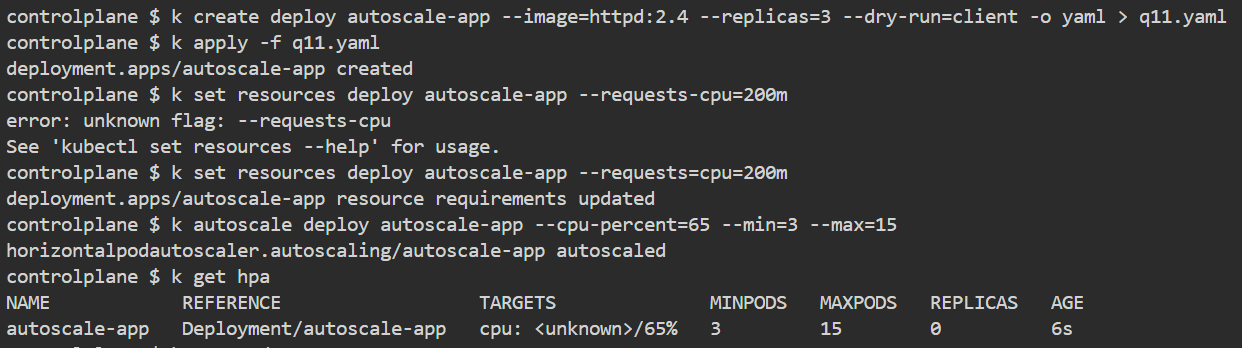 controlplane $ k create deploy autoscale-app --image=httpd:2.4 --replicas=3 --dry-run=client -o yaml > q11.yaml
controlplane $ k apply -f q11.yaml
deployment.apps/autoscale-app created
controlplane $ k set resources deploy autoscale-app --requests-cpu=200m
error: unknown flag: --requests-cpu
See 'kubectl set resources --help' for usage.
controlplane $ k set resources deploy autoscale-app --requests=cpu=200m
deployment.apps/autoscale-app resource requirements updated
controlplane $ k autoscale deploy autoscale-app --cpu-percent=65 --min=3 --max=15
horizontalpodautoscaler.autoscaling/autoscale-app autoscaled
controlplane $ k get hpa
NAME REFERENCE TARGETS MINPODS MAXPODS REPLICAS AGE
autoscale-app Deployment/autoscale-app cpu: <unknown>/65% 3 15 0 6s